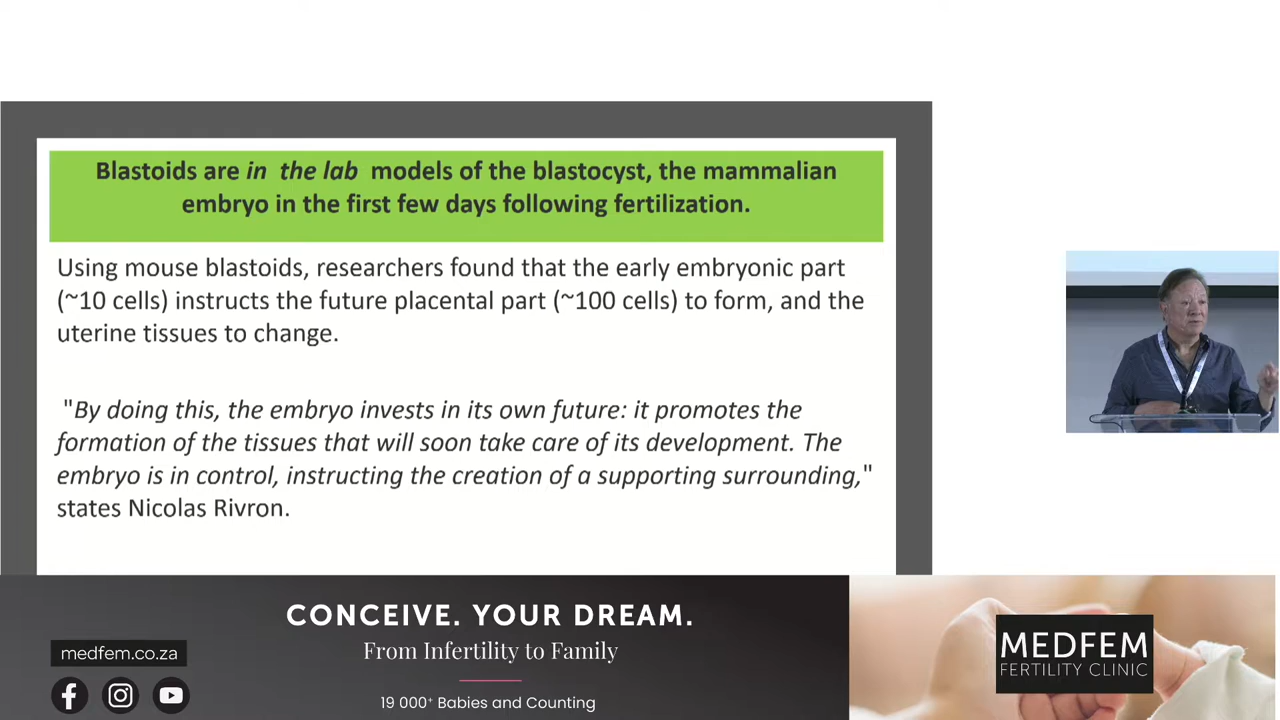 Blastoids are in the lab models of the blastocyst, the mammalian
embryo in the first few days following fertilization.
Using mouse blastoids, researchers found that the early embryonic part
(~10 cells) instructs the future placental part (~100 cells) to form, and the
uterine tissues to change.
"By doing this, the embryo invests in its own future: it promotes the
formation of the tissues that will soon take care of its development. The
embryo is in control, instructing the creation of a supporting surrounding,"
states Nicolas Rivron.
CONCEIVE. YOUR DREAM.
From Infertility to Family
19 000⁺ Babies and Counting
medfem.co.za
MEDFEM
FERTILITY CLINIC